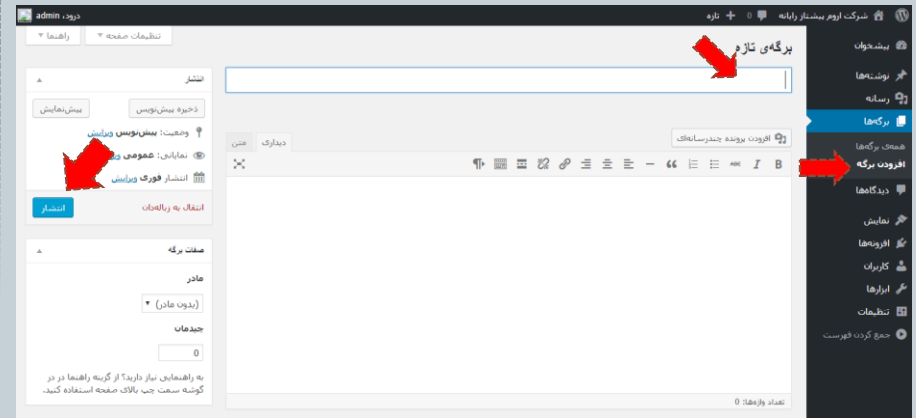 شرکت اروم پیشتاز رایانه 0 + تازه
درود، admin
پیشخوان
نوشته‌ها
رسانه
برگه‌ها
همه‌ی برگه‌ها
افزودن برگه
دیدگاه‌ها
نمایش
افزونه‌ها
کاربران
ابزارها
تنظیمات
جمع کردن فهرست
تنظیمات صفحه
راهنما
برگه‌ی تازه
افزودن پرونده چندرسانه‌ای
دیداری
متن
B I ABC
تعداد واژه‌ها: 0
انتشار
ذخیره پیش‌نویس
پیش‌نمایش
وضعیت: پیش‌نویس ویرایش
نمایانی: عمومی
انتشار فوری ویرایش
انتقال به زباله‌دان
انتشار
صفات برگه
مادر
(بدون مادر)
چیدمان
0
به راهنمایی نیاز دارید؟ از گزینه راهنما در در
گوشه سمت چپ بالای صفحه استفاده کنید.